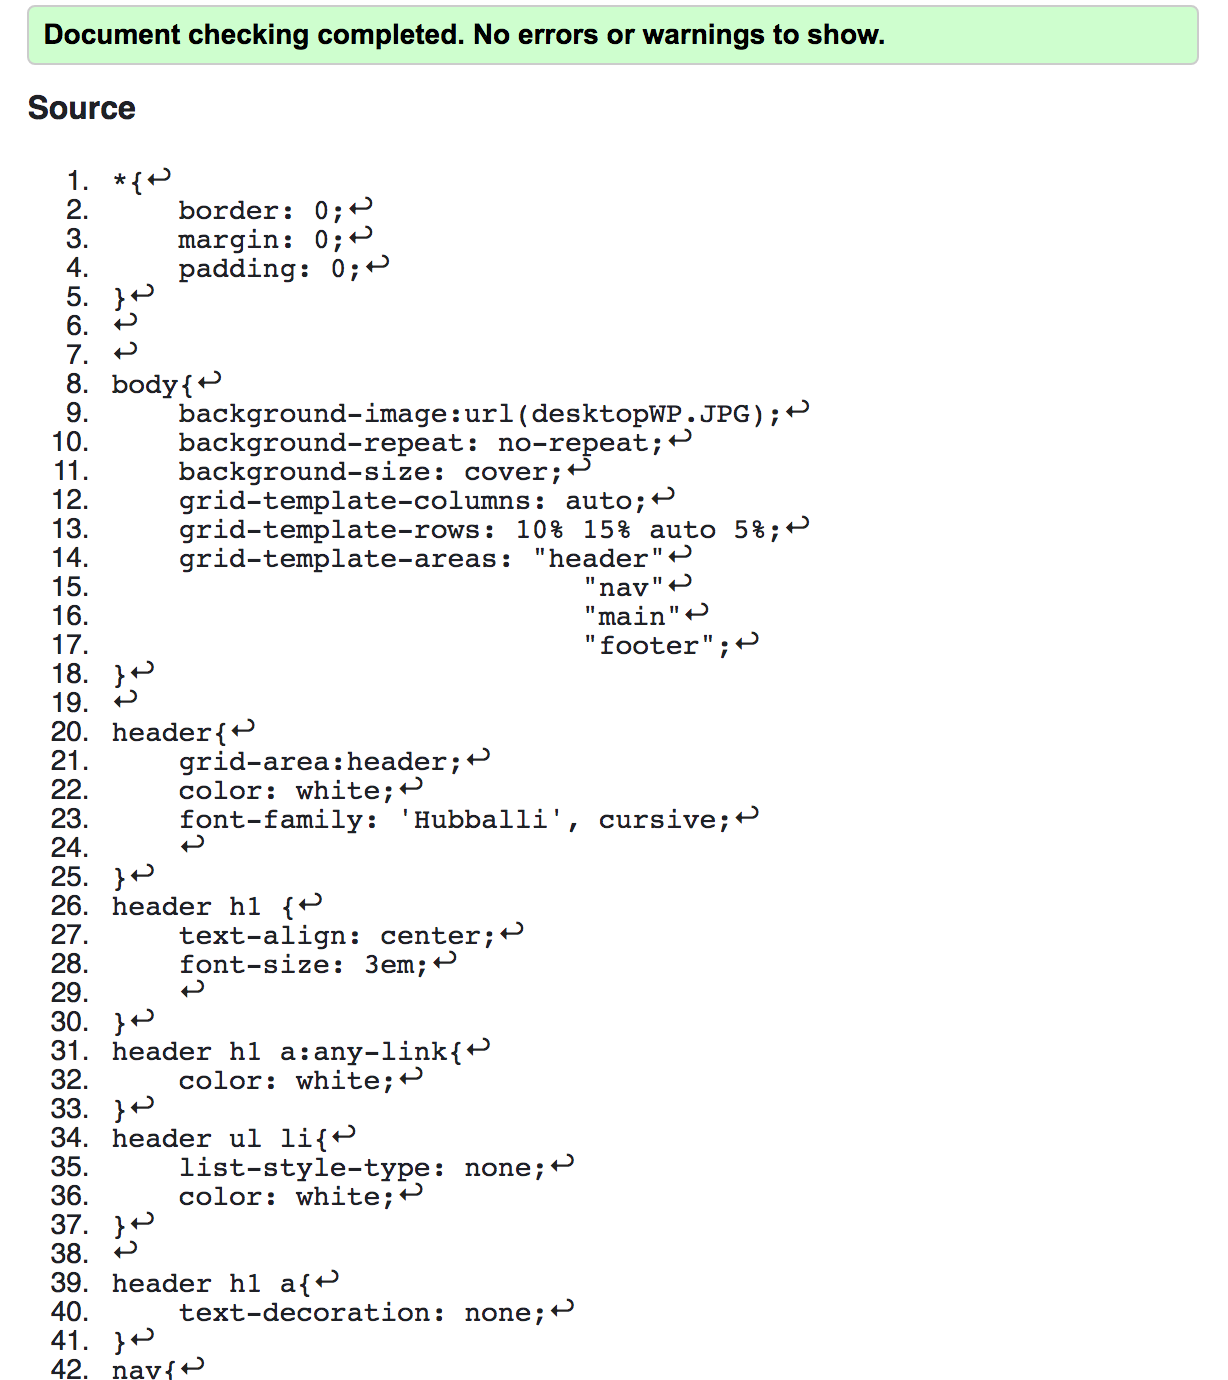 Document checking completed. No errors or warnings to show.
Source
1. *{↩
2.     border: 0;↩
3.     margin: 0;↩
4.     padding: 0;↩
5. }↩
6. ↩
7. ↩
8. body{↩
9.     background-image:url(desktopWP.JPG);↩
10.     background-repeat: no-repeat;↩
11.     background-size: cover;↩
12.     grid-template-columns: auto;↩
13.     grid-template-rows: 10% 15% auto 5%;↩
14.     grid-template-areas: "header"↩
15.                             "nav"↩
16.                             "main"↩
17.                             "footer";↩
18. }↩
19. ↩
20. header{↩
21.     grid-area:header;↩
22.     color: white;↩
23.     font-family: 'Hubballi', cursive;↩
24.     ↩
25. }↩
26. header h1 {↩
27.     text-align: center;↩
28.     font-size: 3em;↩
29.     ↩
30. }↩
31. header h1 a:any-link{↩
32.     color: white;↩
33. }↩
34. header ul li{↩
35.     list-style-type: none;↩
36.     color: white;↩
37. }↩
38. ↩
39. header h1 a{↩
40.     text-decoration: none;↩
41. }↩
42. nav{↩